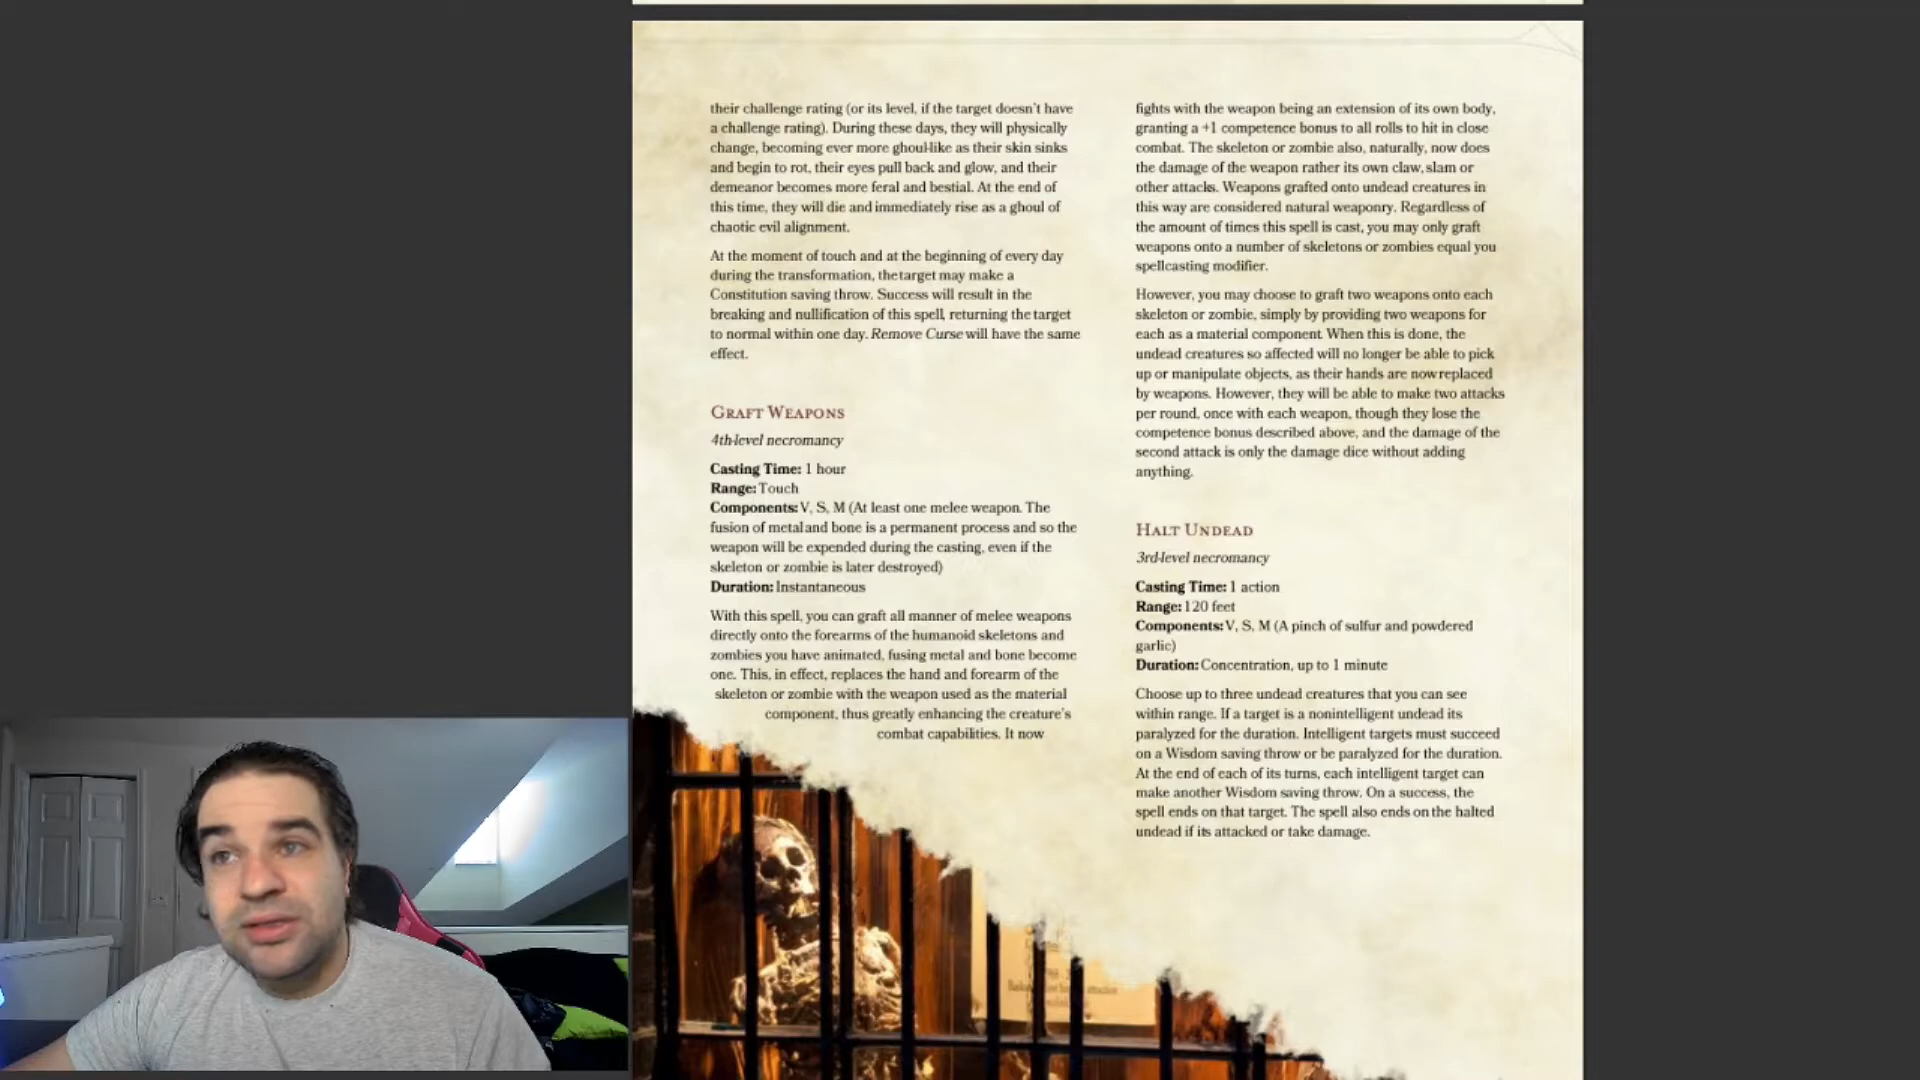 their challenge rating (or its level, if the target doesn't have
a challenge rating). During these days, they will physically
change, becoming ever more ghoul-like as their skin sinks
and begin to rot, their eyes pull back and glow, and their
demeanor becomes more feral and bestial. At the end of
this time, they will die and immediately rise as a ghoul of
chaotic evil alignment.
At the moment of touch and at the beginning of every day
during the transformation, the target may make a
Constitution saving throw. Success will result in the
breaking and nullification of this spell, returning the target
to normal within one day. Remove Curse will have the same
effect.
GRAFT WEAPONS
4th-level necromancy
Casting Time: 1 hour
Range: Touch
Components: V, S, M (At least one melee weapon. The
fusion of metal and bone is a permanent process and so the
weapon will be expended during the casting, even if the
skeleton or zombie is later destroyed)
Duration: Instantaneous
With this spell, you can graft all manner of melee weapons
directly onto the forearms of the humanoid skeletons and
zombies you have animated, fusing metal and bone become
one. This, in effect, replaces the hand and forearm of the
skeleton or zombie with the weapon used as the material
component, thus greatly enhancing the creature's
combat capabilities. It now
fights with the weapon being an extension of its own body,
granting a +1 competence bonus to all rolls to hit in close
combat. The skeleton or zombie also, naturally, now does
the damage of the weapon rather its own claw, slam or
other attacks. Weapons grafted onto undead creatures in
this way are considered natural weaponry. Regardless of
the amount of times this spell is cast, you may only graft
weapons onto a number of skeletons or zombies equal you
spellcasting modifier.
However, you may choose to graft two weapons onto each
skeleton or zombie, simply by providing two weapons for
each as a material component. When this is done, the
undead creatures so affected will no longer be able to pick
up or manipulate objects, as their hands are now replaced
by weapons. However, they will be able to make two attacks
per round, once with each weapon, though they lose the
competence bonus described above, and the damage of the
second attack is only the damage dice without adding
anything.
HALT UNDEAD
3rd-level necromancy
Casting Time: 1 action
Range: 120 feet
Components: V, S, M (A pinch of sulfur and powdered
garlic)
Duration: Concentration, up to 1 minute
Choose up to three undead creatures that you can see
within range. If a target is a nonintelligent undead its
paralyzed for the duration. Intelligent targets must succeed
on a Wisdom saving throw or be paralyzed for the duration.
At the end of each of its turns, each intelligent target can
make another Wisdom saving throw. On a success, the
spell ends on that target. The spell also ends on the halted
undead if its attacked or take damage.